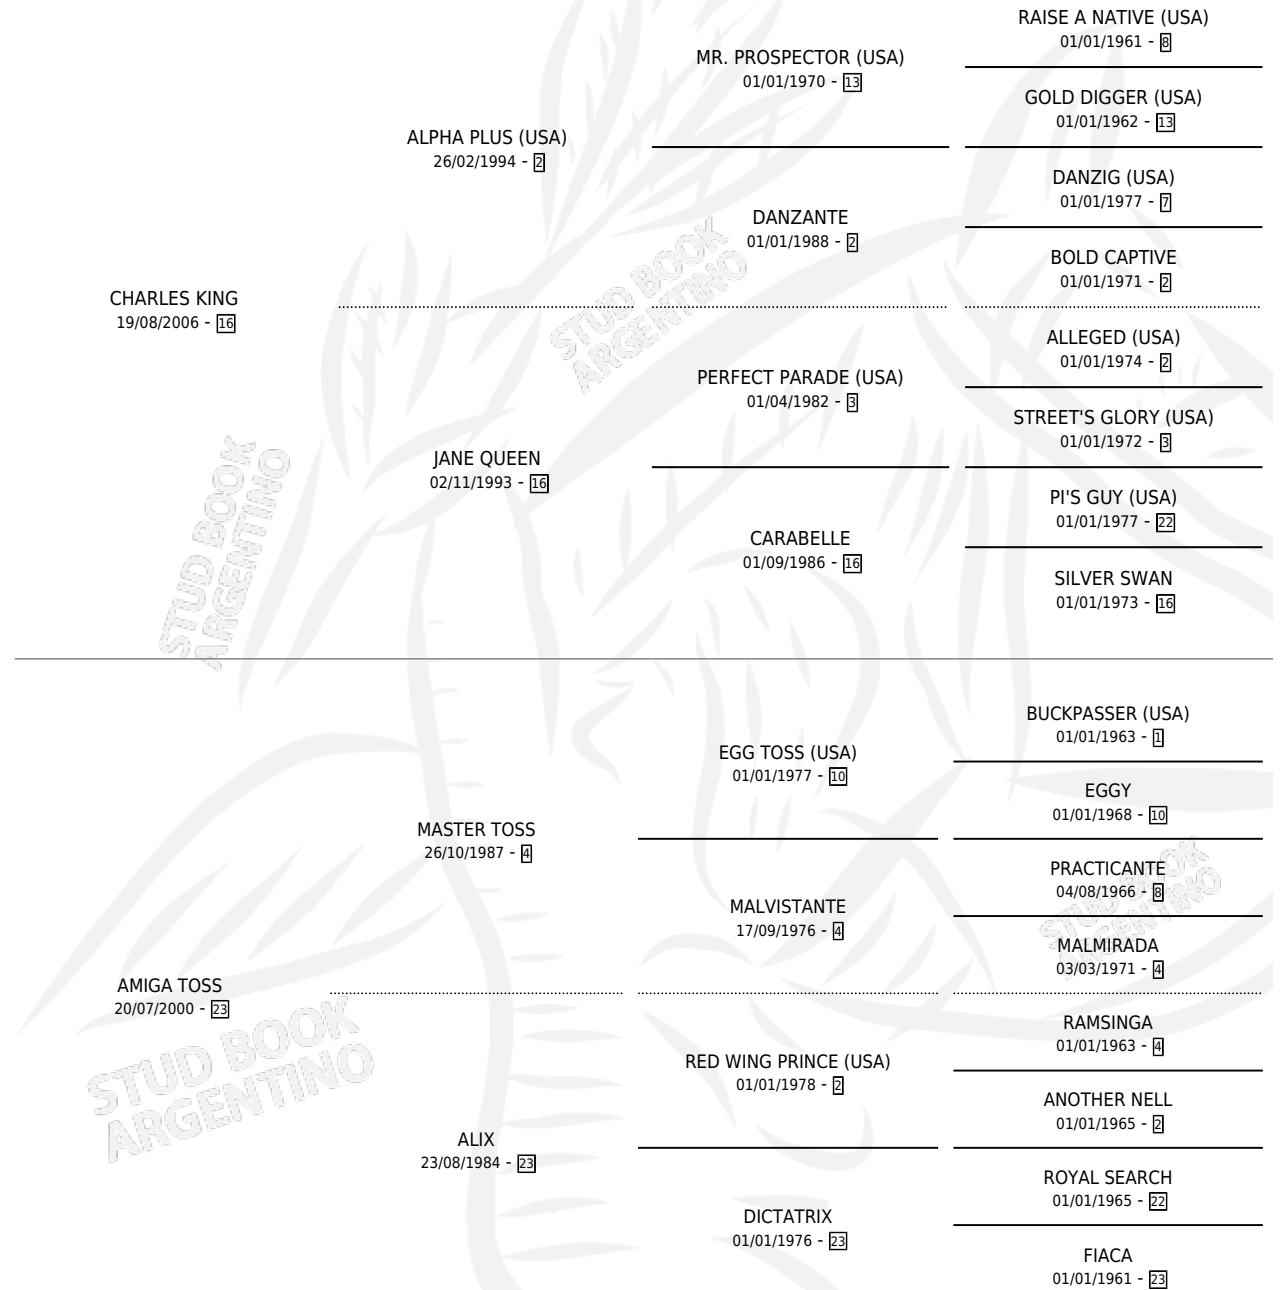 RAISE A NATIVE (USA)
01/01/1961 - 8
MR. PROSPECTOR (USA)
01/01/1970 - 13
GOLD DIGGER (USA)
01/01/1962 - 13
ALPHA PLUS (USA)
26/02/1994 - 2
DANZIG (USA)
01/01/1977 - 7
DANZANTE
01/01/1988 - 2
BOLD CAPTIVE
01/01/1971 - 2
CHARLES KING
19/08/2006 - 16
ALLEGED (USA)
01/01/1974 - 2
PERFECT PARADE (USA)
01/04/1982 - 3
STREET'S GLORY (USA)
01/01/1972 - 3
JANE QUEEN
02/11/1993 - 16
PI'S GUY (USA)
01/01/1977 - 22
CARABELLE
01/09/1986 - 16
SILVER SWAN
01/01/1973 - 16
BUCKPASSER (USA)
01/01/1963 - 1
EGG TOSS (USA)
01/01/1977 - 10
EGGY
01/01/1968 - 10
MASTER TOSS
26/10/1987 - 4
PRACTICANTE
04/08/1966 - 8
MALVISTANTE
17/09/1976 - 4
MALMIRADA
03/03/1971 - 4
AMIGA TOSS
20/07/2000 - 23
RAMSINGA
01/01/1963 - 4
RED WING PRINCE (USA)
01/01/1978 - 2
ANOTHER NELL
01/01/1965 - 2
ALIX
23/08/1984 - 23
ROYAL SEARCH
01/01/1965 - 22
DICTATRIX
01/01/1976 - 23
FIACA
01/01/1961 - 23
STUD BOOK
ARGENTINO
STUD BOOK
ARGENTINO
STUD BOOK
ARGENTINO
STUD BOOK
ARGENTINO